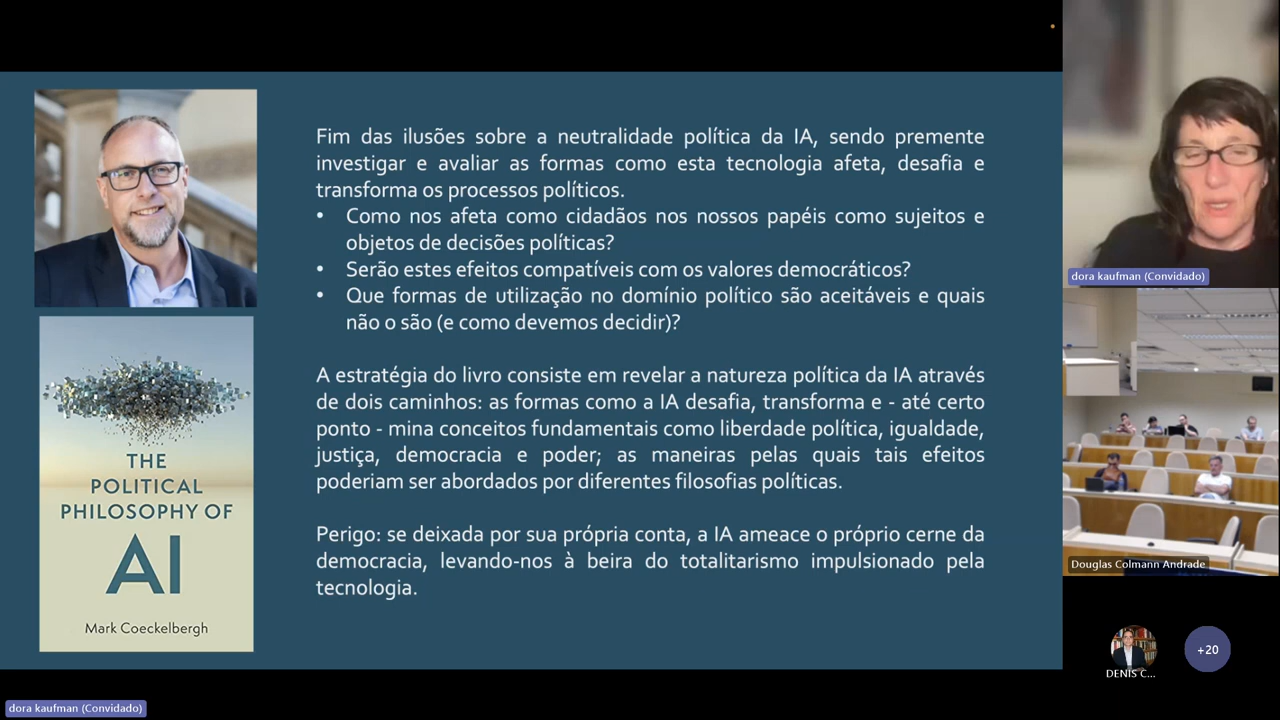 Fim das ilusões sobre a neutralidade política da IA, sendo premente
investigar e avaliar as formas como esta tecnologia afeta, desafia e
transforma os processos políticos.
• Como nos afeta como cidadãos nos nossos papéis como sujeitos e
objetos de decisões políticas?
• Serão estes efeitos compatíveis com os valores democráticos?
• Que formas de utilização no domínio político são aceitáveis e quais
não o são (e como devemos decidir)?
A estratégia do livro consiste em revelar a natureza política da IA através
de dois caminhos: as formas como a IA desafia, transforma e - até certo
ponto - mina conceitos fundamentais como liberdade política, igualdade,
justiça, democracia e poder; as maneiras pelas quais tais efeitos
poderiam ser abordados por diferentes filosofias políticas.
Perigo: se deixada por sua própria conta, a IA ameace o próprio cerne da
democracia, levando-nos à beira do totalitarismo impulsionado pela
tecnologia.
THE
POLITICAL
PHILOSOPHY OF
AI
Mark Coeckelbergh
dora kaufman (Convidado)
Douglas Colmann Andrade
DENIS C...
+20
dora kaufman (Convidado)